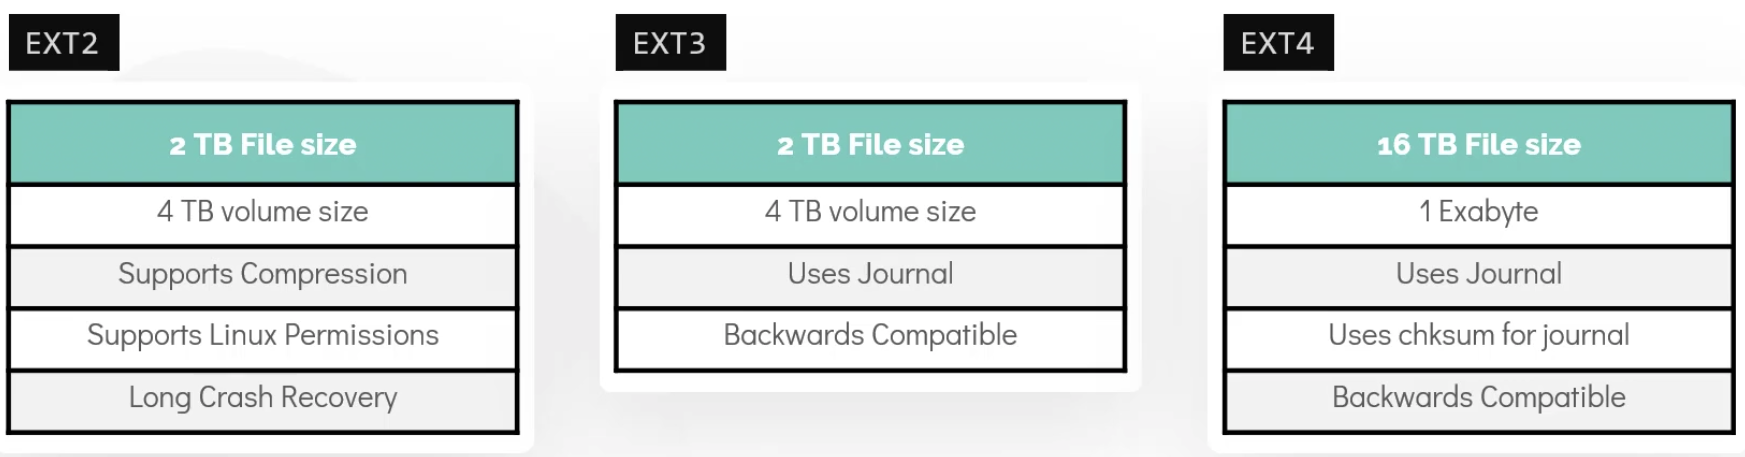 EXT2
2 TB File size
4 TB volume size
Supports Compression
Supports Linux Permissions
Long Crash Recovery
EXT3
2 TB File size
4 TB volume size
Uses Journal
Backwards Compatible
EXT4
16 TB File size
1 Exabyte
Uses Journal
Uses chksum for journal
Backwards Compatible